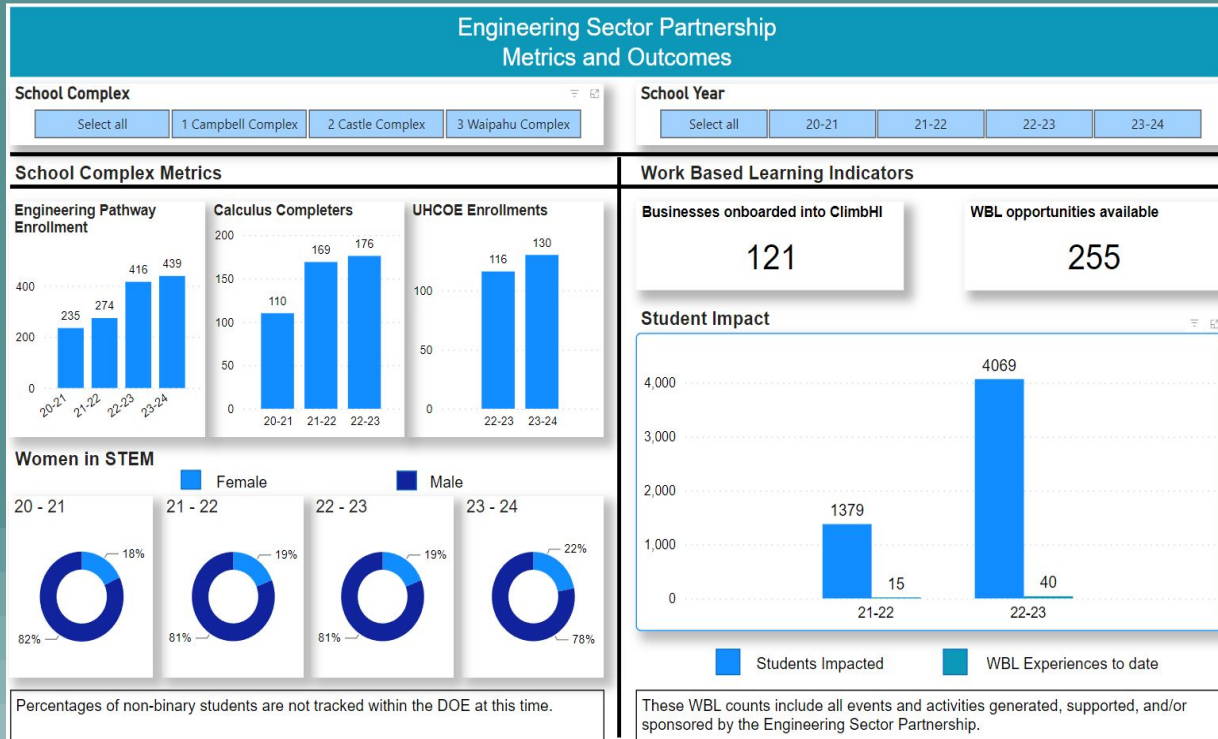 Engineering Sector Partnership
Metrics and Outcomes
School Complex
Select all
1 Campbell Complex
2 Castle Complex
3 Waipahu Complex
School Year
Select all
20-21
21-22
22-23
23-24
School Complex Metrics
Engineering Pathway
Enrollment
400
200
0
235
274
416
439
20-21
21-22
22-23
23-24
Calculus Completers
200
150
100
50
0
110
169
176
20-21
21-22
22-23
UHCOE Enrollments
100
50
0
116
130
22-23
23-24
Women in STEM
Female
Male
20 - 21
18%
82%
21 - 22
19%
81%
22 - 23
19%
81%
23 - 24
22%
78%
Percentages of non-binary students are not tracked within the DOE at this time.
Work Based Learning Indicators
Businesses onboarded into ClimbHI
121
WBL opportunities available
255
Student Impact
4,000
3,000
2,000
1,000
0
1379
15
4069
40
21-22
22-23
Students Impacted
WBL Experiences to date
These WBL counts include all events and activities generated, supported, and/or
sponsored by the Engineering Sector Partnership.